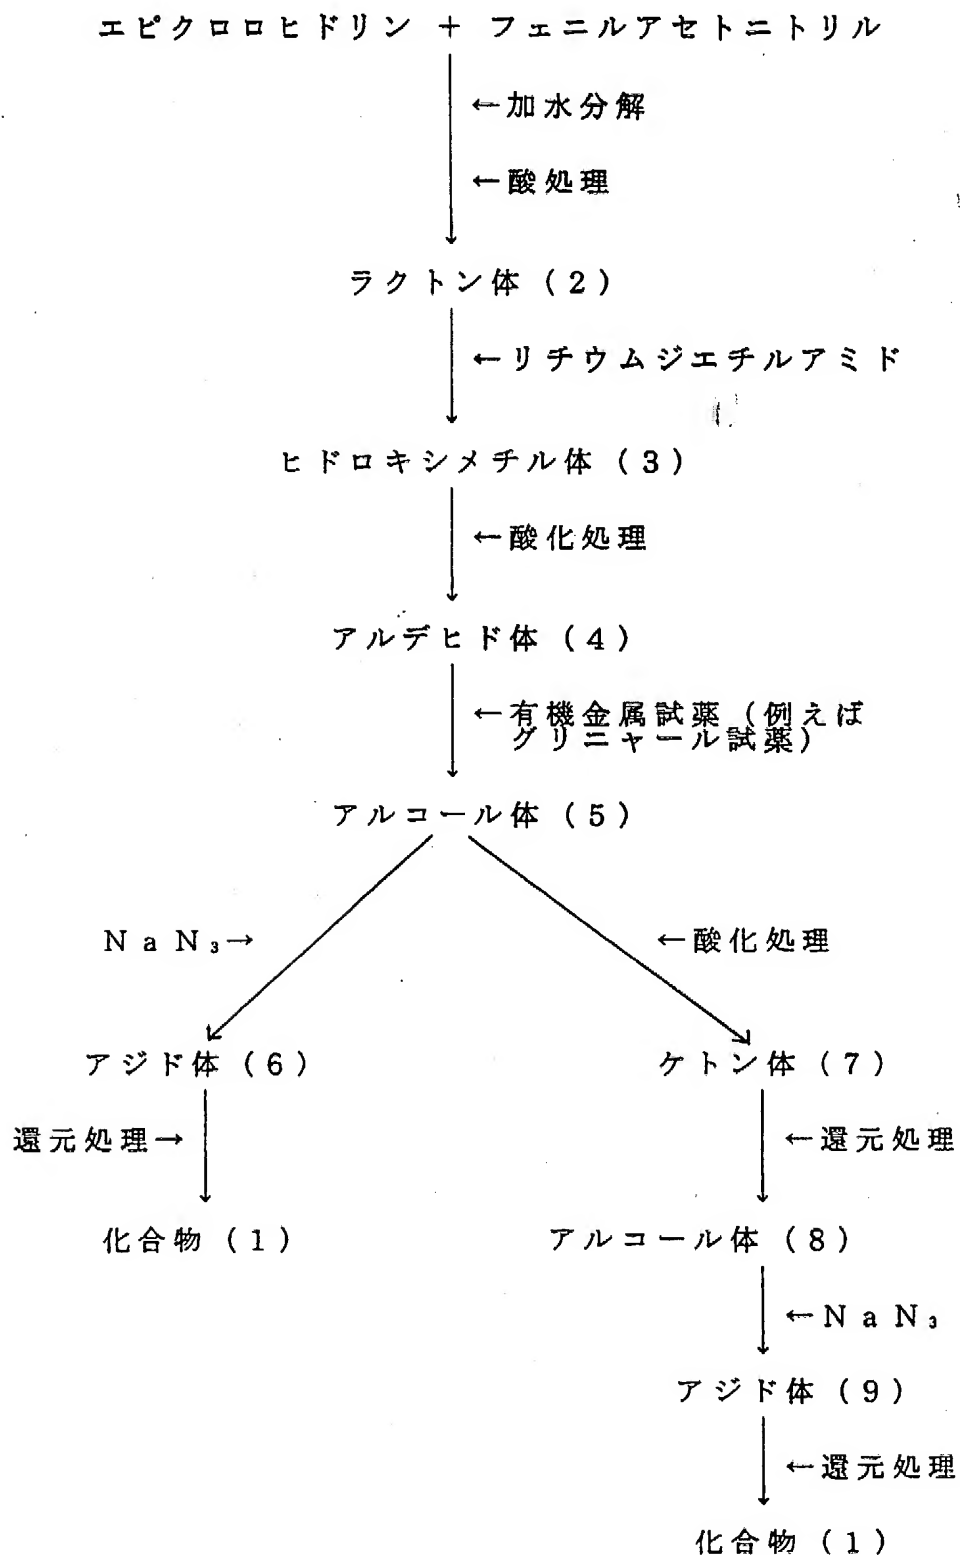 エピクロロヒドリン + フェニルアセトニトリル
←加水分解
←酸処理
ラクトン体 (2)
←リチウムジエチルアミド
ヒドロキシメチル体 (3)
←酸化処理
アルデヒド体 (4)
←有機金属試薬 (例えば
グリニャール試薬)
アルコール体 (5)
NaN₃→
←酸化処理
アジド体 (6)
ケトン体 (7)
還元処理→
←還元処理
化合物 (1)
アルコール体 (8)
←NaN₃
アジド体 (9)
←還元処理
化合物 (1)